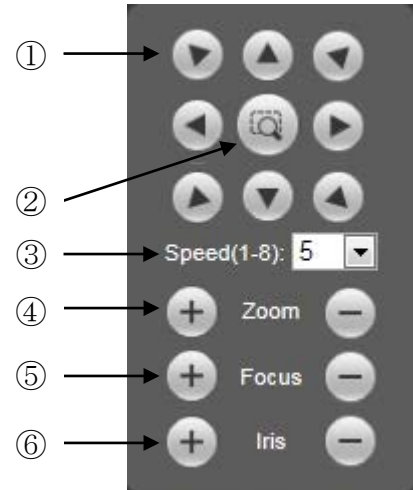 ①
②
③ Speed(1-8): 5
④ Zoom
⑤ Focus
⑥ Iris